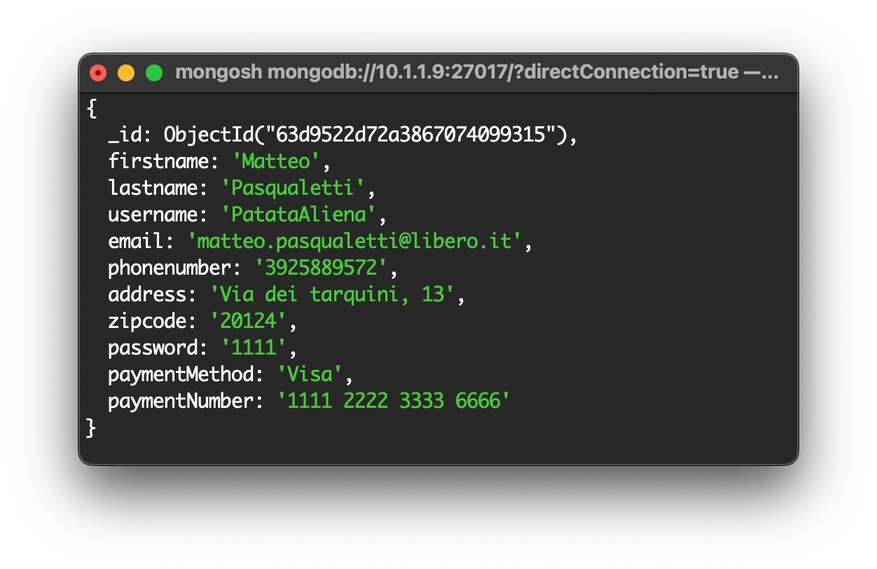 mongosh mongodb://10.1.1.9:27017/?directConnection=true —...
{
  _id: ObjectId("63d9522d72a3867074099315"),
  firstname: 'Matteo',
  lastname: 'Pasqualetti',
  username: 'PatataAliena',
  email: 'matteo.pasqualetti@libero.it',
  phonenumber: '3925889572',
  address: 'Via dei tarquini, 13',
  zipcode: '20124',
  password: '1111',
  paymentMethod: 'Visa',
  paymentNumber: '1111 2222 3333 6666'
}